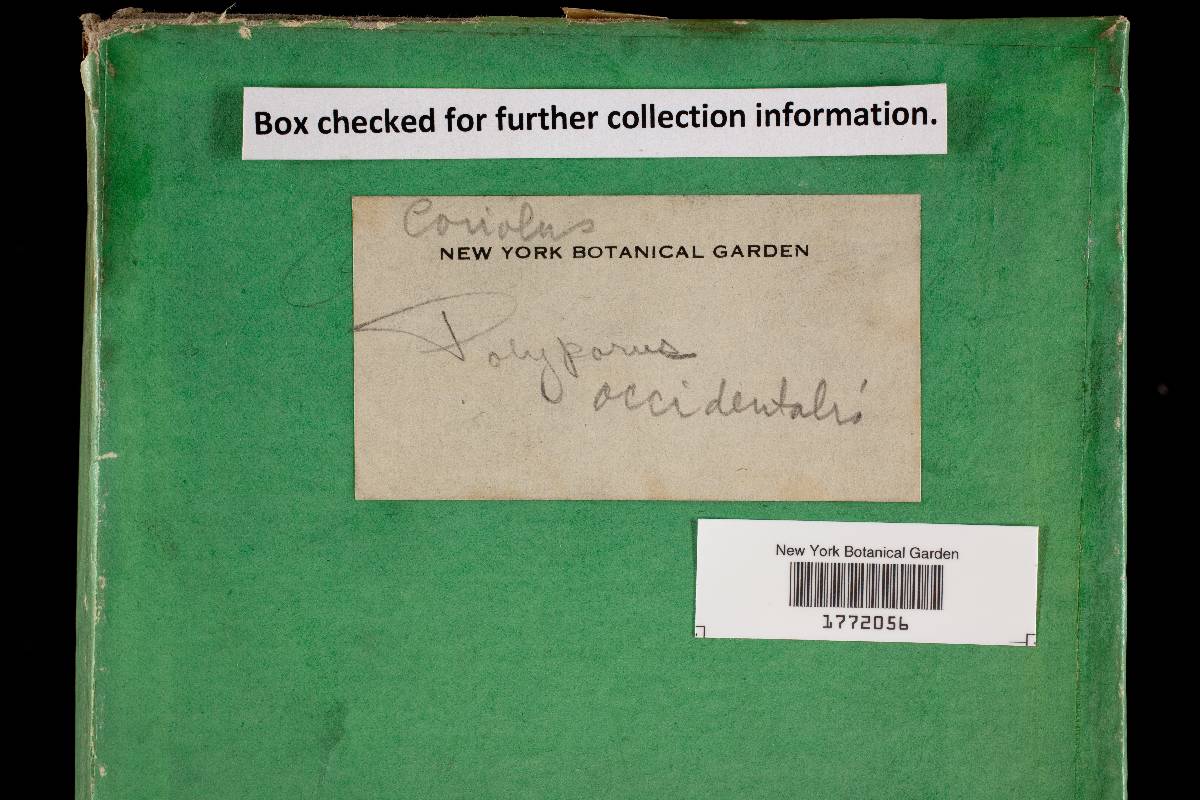 Box checked for further collection information.
Coriolus
NEW YORK BOTANICAL GARDEN
Polyporus
occidentalis
New York Botanical Garden
1772056